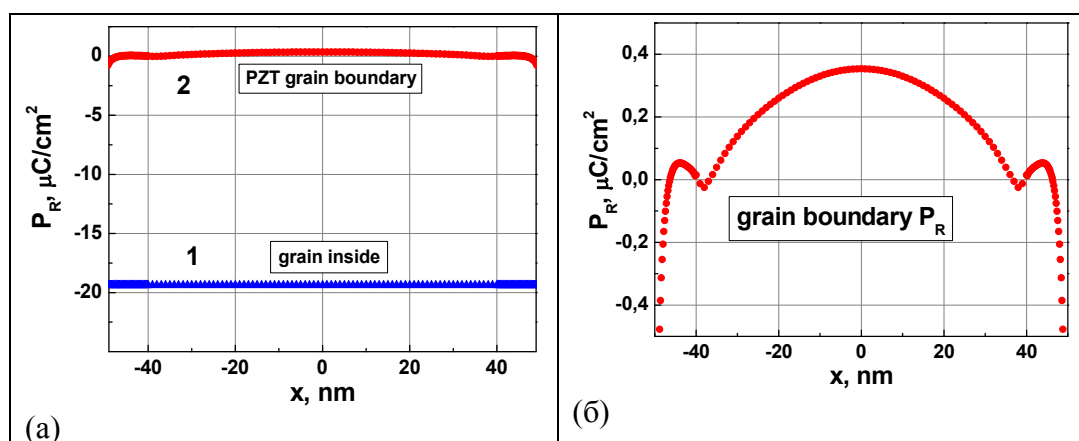 0
-5
-10
-15
-20
P_R, μC/cm²
2
PZT grain boundary
1
grain inside
-40 -20 0 20 40
x, nm
(a)
0,4
0,2
0,0
-0,2
-0,4
P_R, μC/cm²
grain boundary P_R
-40 -20 0 20 40
x, nm
(б)